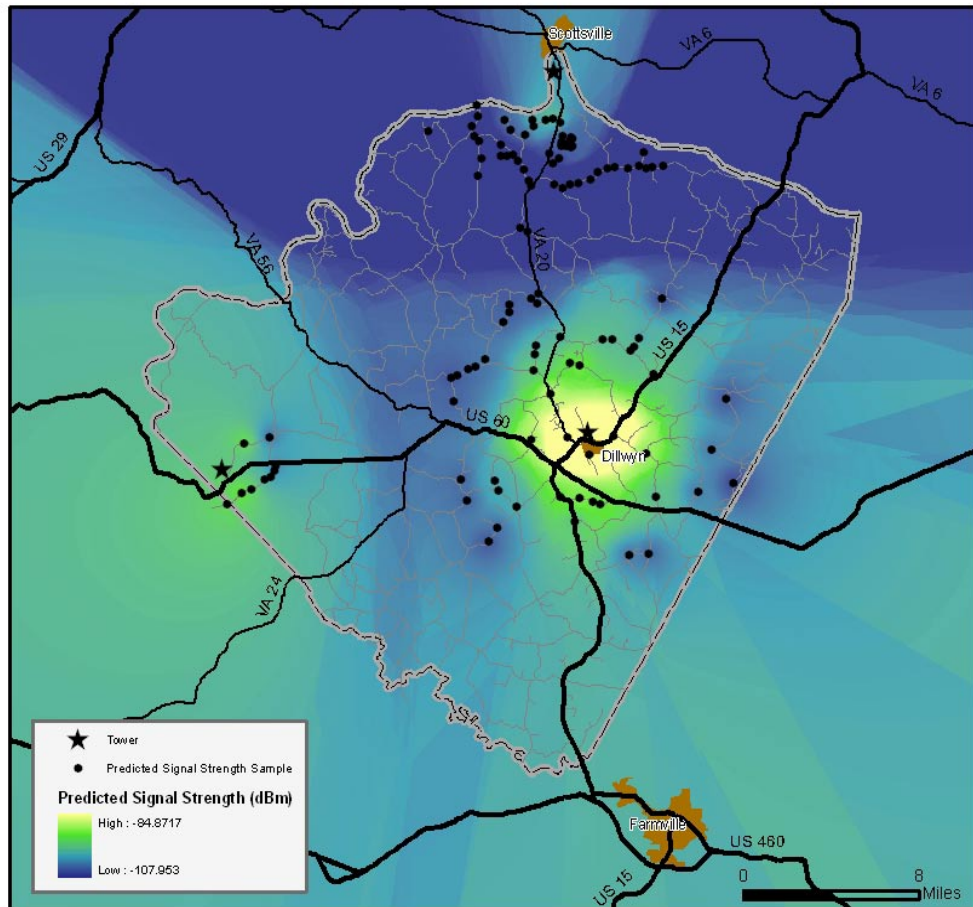 Scottsville
VA 6
VA 6
US 29
VA 56
VA 20
US 15
US 60
Dillwyn
VA 24
Tower
Predicted Signal Strength Sample
Predicted Signal Strength (dBm)
High : -84.8717
Low : -107.953
Farmville
US 460
US 15
0 8
Miles